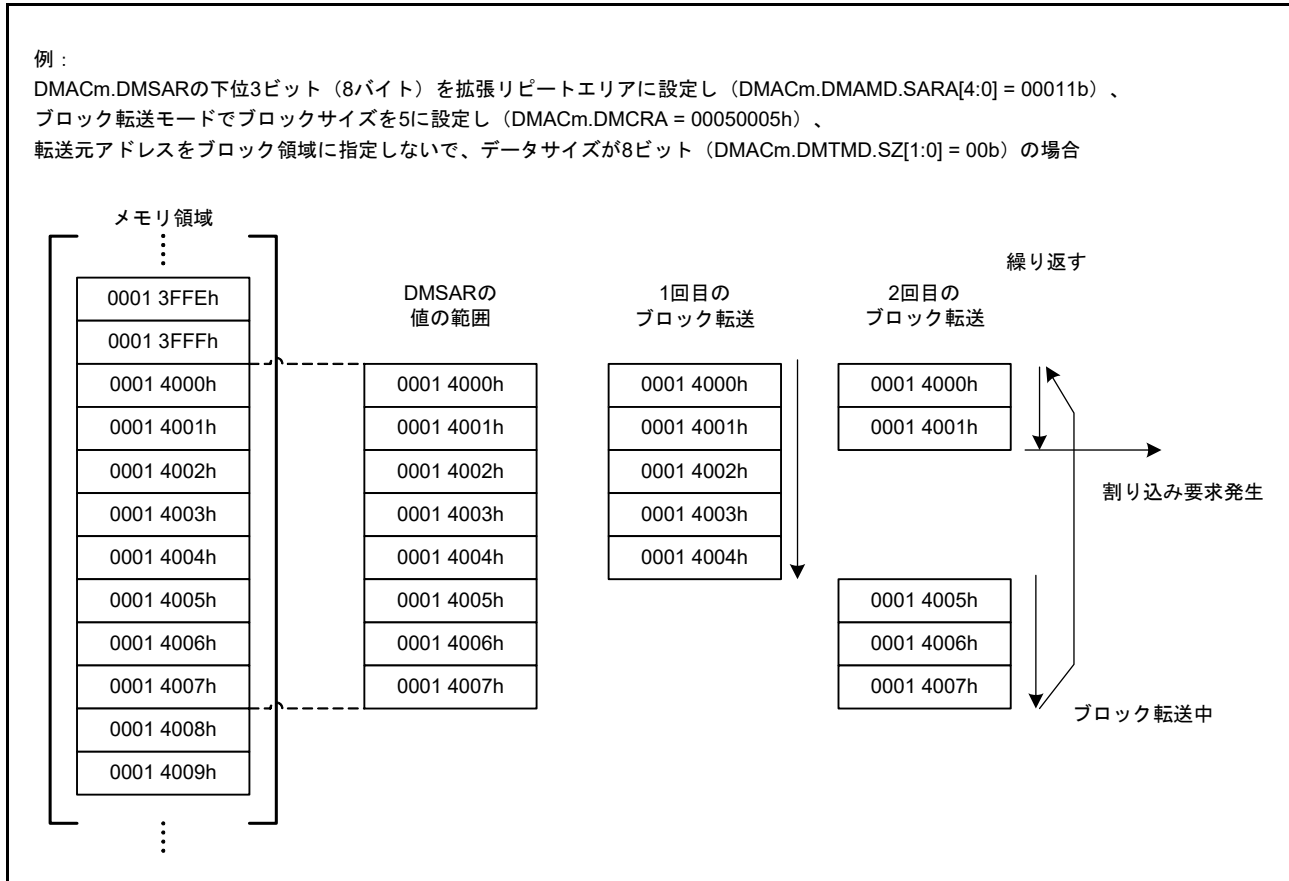 例：
DMACm.DMSARの下位3ビット（8バイト）を拡張リピートエリアに設定し（DMACm.DMAMD.SARA[4:0] = 00011b）、
ブロック転送モードでブロックサイズを5に設定し（DMACm.DMCRA = 00050005h）、
転送元アドレスをブロック領域に指定しないで、データサイズが8ビット（DMACm.DMTMD.SZ[1:0] = 00b）の場合
メモリ領域
0001 3FFEh
0001 3FFFh
0001 4000h
0001 4001h
0001 4002h
0001 4003h
0001 4004h
0001 4005h
0001 4006h
0001 4007h
0001 4008h
0001 4009h
DMSARの
値の範囲
0001 4000h
0001 4001h
0001 4002h
0001 4003h
0001 4004h
0001 4005h
0001 4006h
0001 4007h
1回目の
ブロック転送
0001 4000h
0001 4001h
0001 4002h
0001 4003h
0001 4004h
2回目の
ブロック転送
0001 4000h
0001 4001h
0001 4005h
0001 4006h
0001 4007h
繰り返す
割り込み要求発生
ブロック転送中